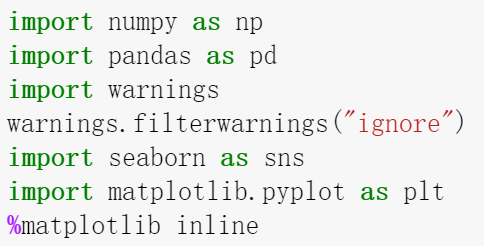 import numpy as np
import pandas as pd
import warnings
warnings.filterwarnings("ignore")
import seaborn as sns
import matplotlib.pyplot as plt
%matplotlib inline